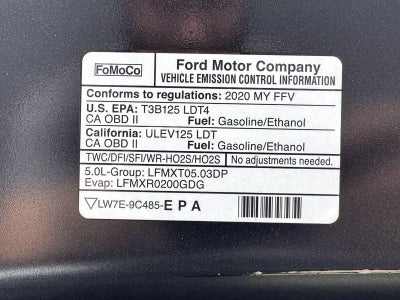 FoMoCo
Ford Motor Company
VEHICLE EMISSION CONTROL INFORMATION
Conforms to regulations: 2020 MY FFV
U.S. EPA: T3B125 LDT4
CA OBD II Fuel: Gasoline/Ethanol
California: ULEV125 LDT
CA OBD II Fuel: Gasoline/Ethanol
TWC/DFI/SFI/WR-HO2S/HO2S No adjustments needed.
5.0L-Group: LFMXT05.03DP
Evap: LFMXR0200GDG
LW7E-9C485-E P A